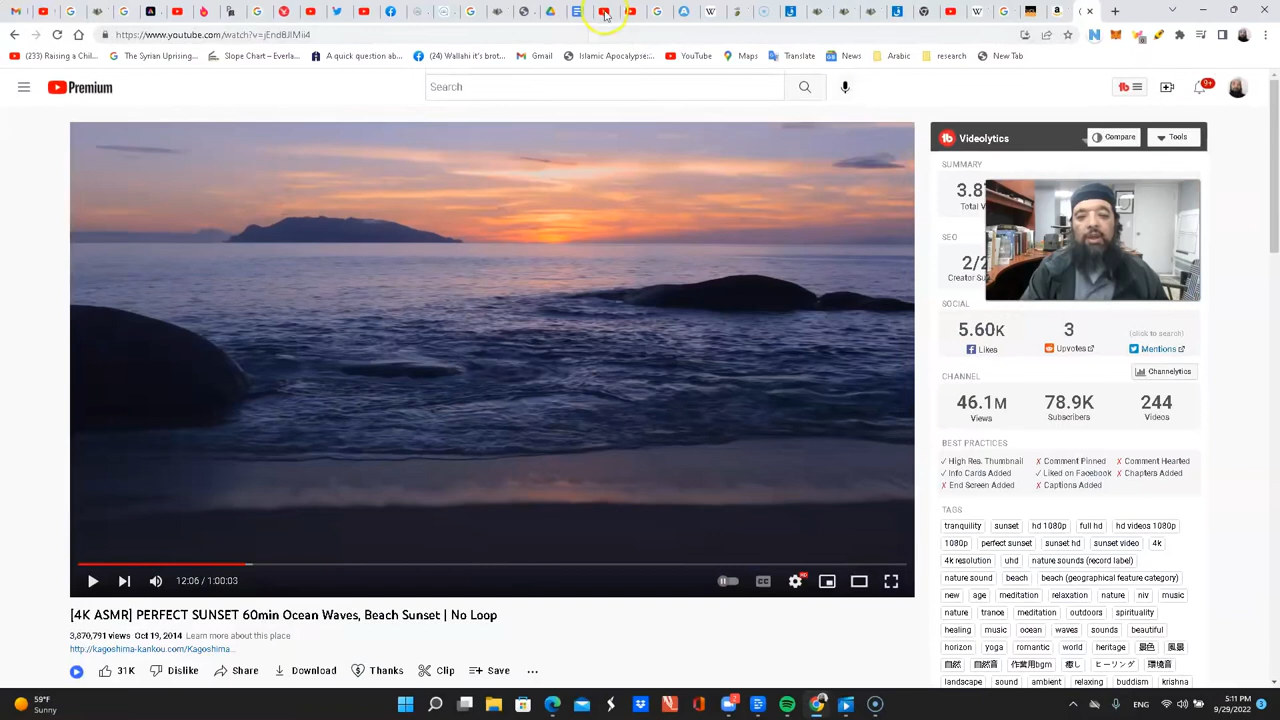 https://www.youtube.com/watch?v=jEnd8JIMii4
(233) Raising a Chil...
The Syrian Uprising...
Slope Chart – Everla...
A quick question ab...
(24) Wallahi it's brout...
Gmail
Islamic Apocalypse:...
YouTube
Maps
Translate
News
Arabic
research
New Tab
Premium
Search
9+
Videolytics
Compare
Tools
SUMMARY
3.8
Total V
SEO
2/2
Creator Su
SOCIAL
5.60K
Likes
3
Upvotes
(click to search)
Mentions
CHANNEL
Channelytics
46.1M
Views
78.9K
Subscribers
244
Videos
BEST PRACTICES
✓ High Res. Thumbnail ✗ Comment Pinned ✗ Comment Hearted
✓ Info Cards Added ✓ Liked on Facebook ✗ Chapters Added
✗ End Screen Added ✗ Captions Added
TAGS
tranquility sunset hd 1080p full hd hd videos 1080p
1080p perfect sunset sunset hd sunset video 4k
4k resolution uhd nature sounds (record label)
nature sound beach beach (geographical feature category)
new age meditation relaxation nature niv music
nature trance meditation outdoors spirituality
healing music ocean waves sounds beautiful
horizon yoga romantic world heritage 景色 風景
自然 自然音 作業用bgm 癒し ヒーリング 環境音
landscape sound ambient relaxing buddism krishna
12:06 / 1:00:03
[4K ASMR] PERFECT SUNSET 60min Ocean Waves, Beach Sunset | No Loop
3,870,791 views Oct 19, 2014 Learn more about this place
http://kagoshima-kankou.com/Kagoshima...
31K
Dislike
Share
Download
Thanks
Clip
Save
59°F
Sunny
ENG
5:11 PM
9/29/2022